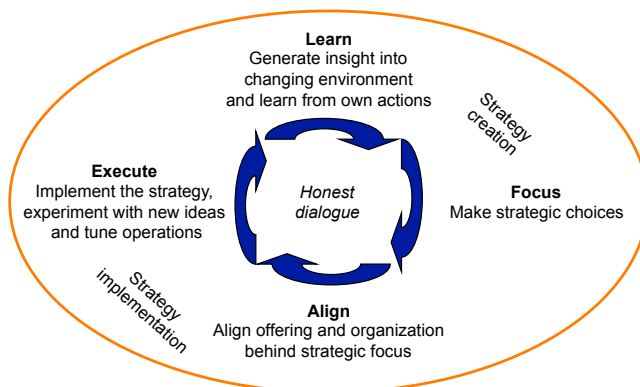 Learn
Generate insight into
changing environment
and learn from own actions
Strategy
creation
Execute
Implement the strategy,
experiment with new ideas
and tune operations
Honest
dialogue
Focus
Make strategic choices
Strategy
implementation
Align
Align offering and organization
behind strategic focus